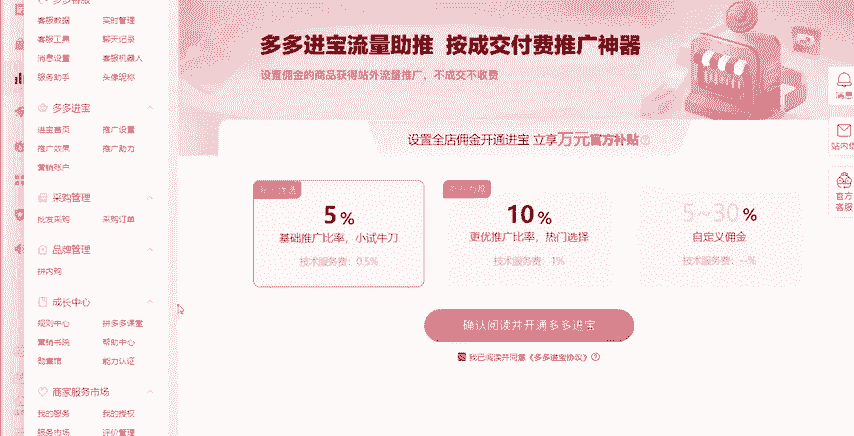 多多客服
客服数据 实时管理
客服工具 聊天记录
消息设置 客服机器人
服务助手 头像昵称
多多进宝
进宝首页 推广设置
推广效果 推广助力
营销账户
采购管理
批发采购 采购订单
品牌管理
拼内购
成长中心
规则中心 拼多多课堂
营销书院 帮助中心
勋章馆 能力认证
商家服务市场
我的服务 我的授权
服务市场 评价管理
多多进宝流量助推 按成交付费推广神器
设置佣金的商品获得站外流量推广，不成交不收费
设置全店佣金开通进宝 立享万元官方补贴
5%
基础推广比率，小试牛刀
技术服务费：0.5%
10%
更优推广比率，热门选择
技术服务费：1%
5~30%
自定义佣金
技术服务费：--%
确认阅读并开通多多进宝
我已阅读并同意《多多进宝协议》
消息
站内信
官方
客服